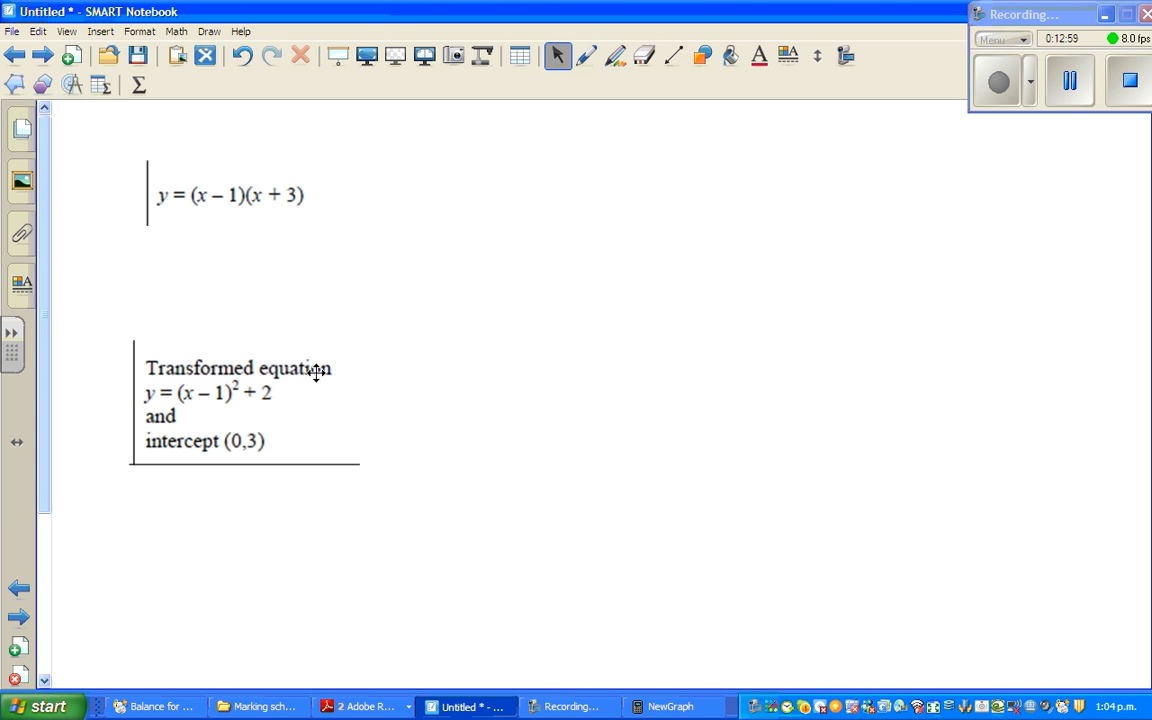 Untitled * - SMART Notebook
Recording...
File Edit View Insert Format Math Draw Help
Menu 0:12:59 8.0 fps
y = (x – 1)(x + 3)
Transformed equation
y = (x – 1)² + 2
and
intercept (0,3)
start Balance for ... Marking sch... 2 Adobe R... Untitled * - ... Recording... NewGraph 1:04 p.m.